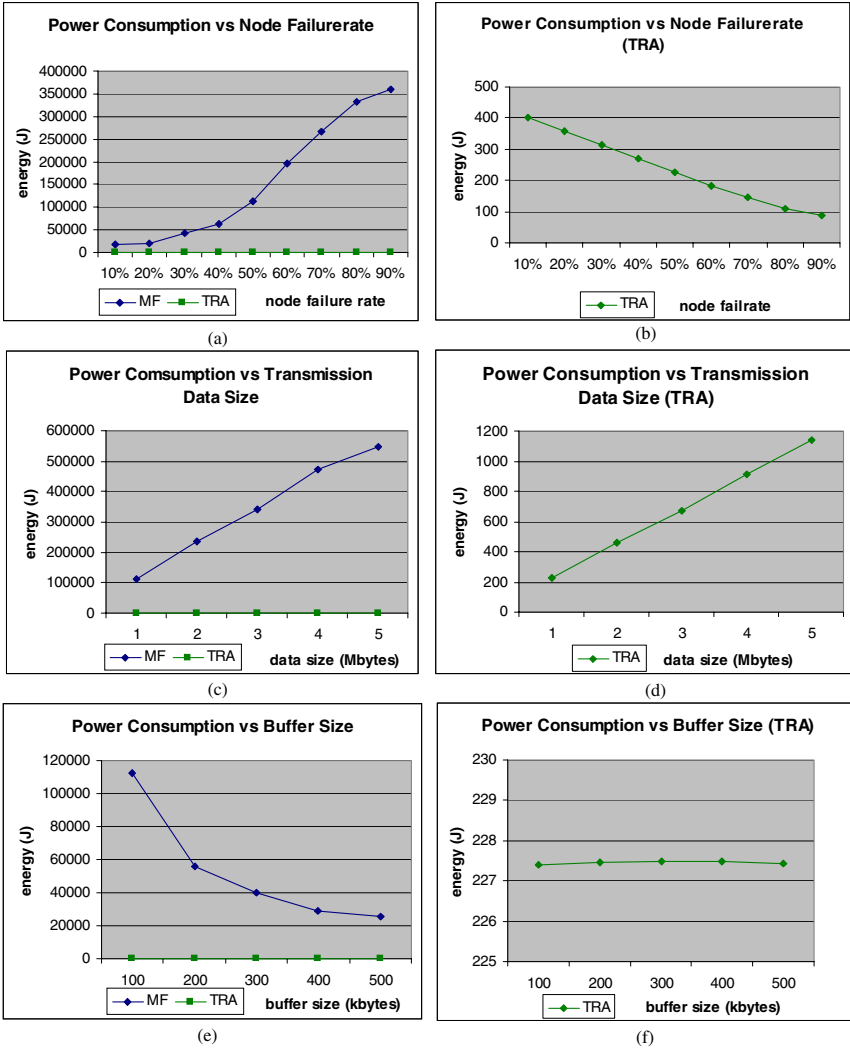 Power Consumption vs Node Failurerate
energy (J)
400000
350000
300000
250000
200000
150000
100000
50000
0
10% 20% 30% 40% 50% 60% 70% 80% 90%
MF TRA node failure rate
(a)
Power Consumption vs Node Failurerate
(TRA)
energy (J)
500
400
300
200
100
0
10% 20% 30% 40% 50% 60% 70% 80% 90%
TRA node failrate
(b)
Power Comsumption vs Transmission
Data Size
energy (J)
600000
500000
400000
300000
200000
100000
0
1 2 3 4 5
MF TRA data size (Mbytes)
(c)
Power Consumption vs Transmission
Data Size (TRA)
energy (J)
1200
1000
800
600
400
200
0
1 2 3 4 5
TRA data size (Mbytes)
(d)
Power Consumption vs Buffer Size
energy (J)
120000
100000
80000
60000
40000
20000
0
100 200 300 400 500
MF TRA buffer size (kbytes)
(e)
Power Consumption vs Buffer Size (TRA)
energy (J)
230
229
228
227
226
225
100 200 300 400 500
TRA buffer size (kbytes)
(f)